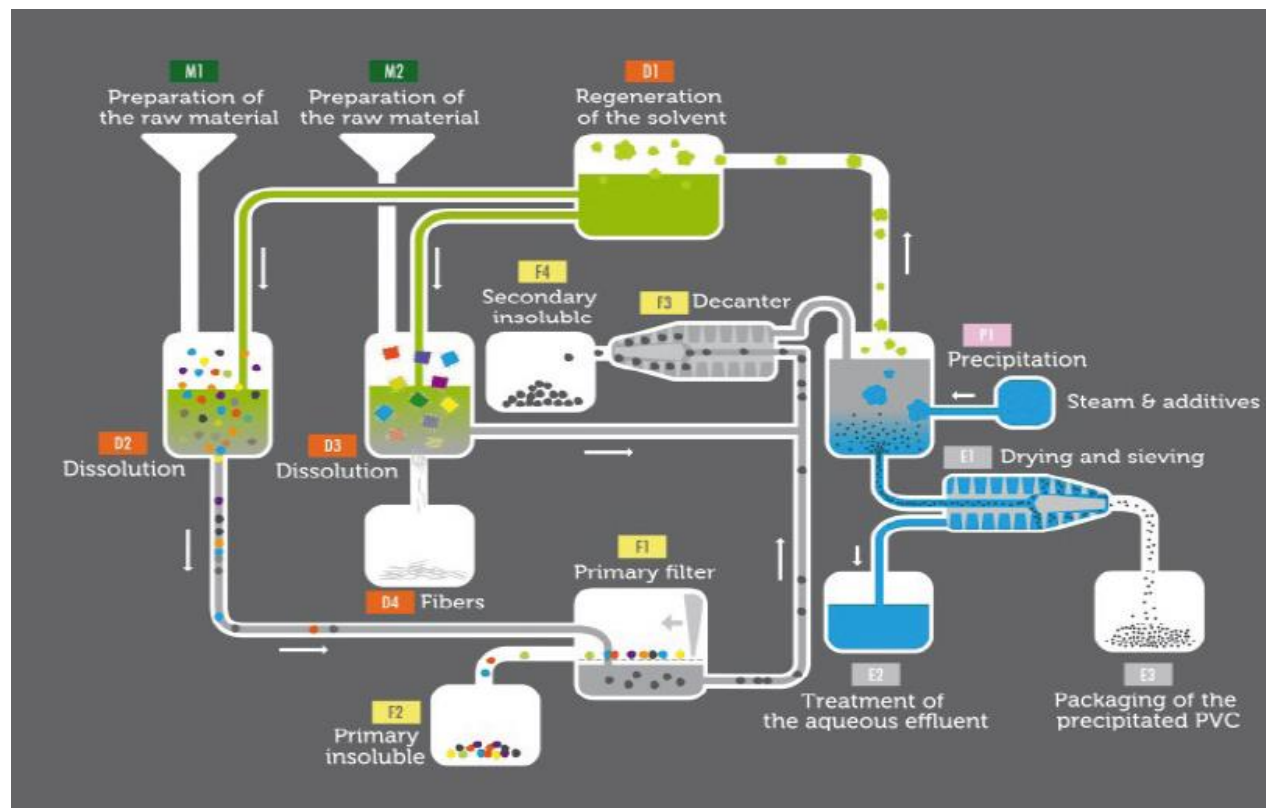 M1
Preparation of
the raw material
M2
Preparation of
the raw material
D1
Regeneration
of the solvent
F4
Secondary
insoluble
F3 Decanter
P1
Precipitation
Steam & additives
E1 Drying and sieving
D2
Dissolution
D3
Dissolution
F1
Primary filter
D4 Fibers
F2
Primary
insoluble
E2
Treatment of
the aqueous effluent
E3
Packaging of the
precipitated PVC